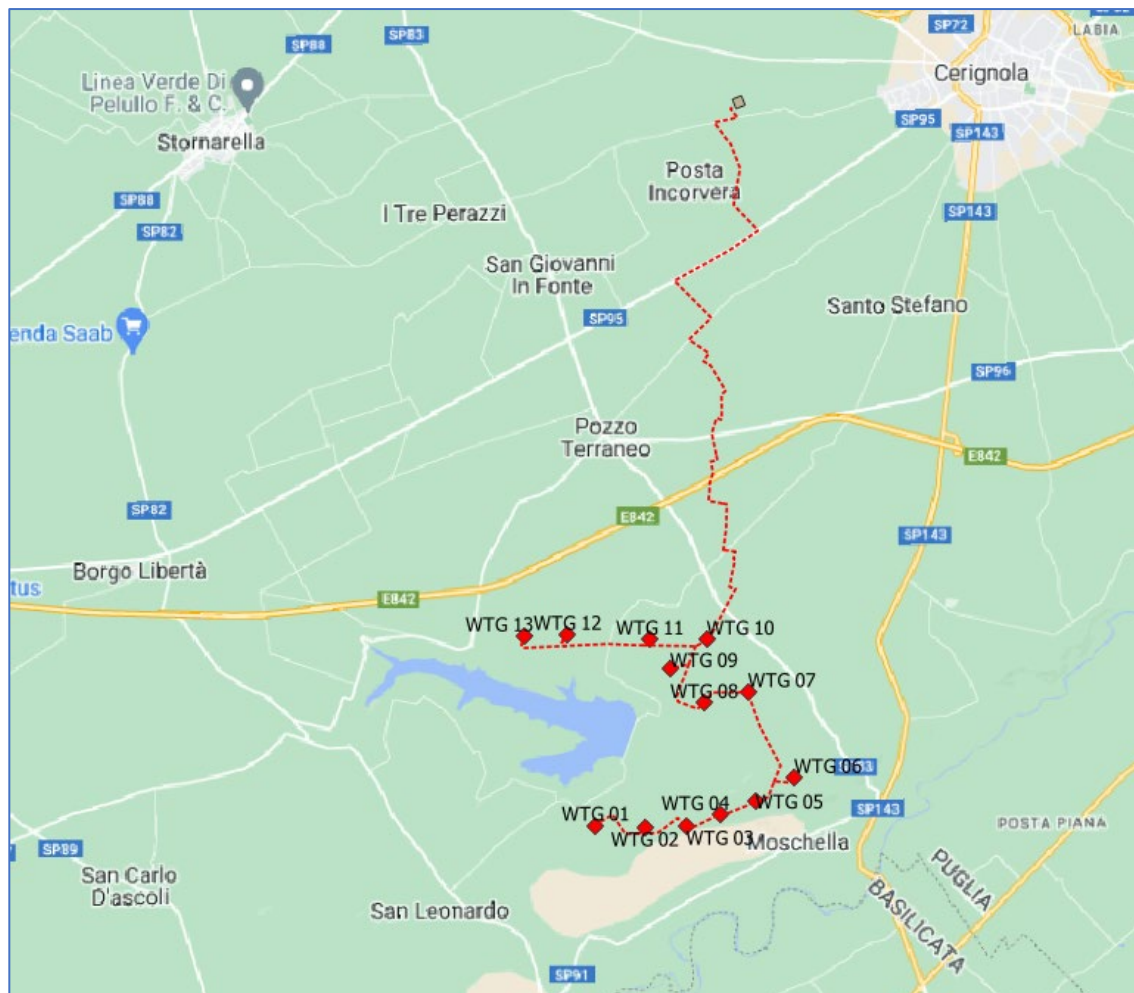 SP72
LABIA
SP88
SP83
Linea Verde Di
Pelullo F. & C.
Cerignola
SP95
Stornarella
SP143
Posta
Incorvera
SP88
I Tre Perazzi
SP143
SP82
San Giovanni
In Fonte
Santo Stefano
enda Saab
SP95
SP96
Pozzo
Terraneo
E842
SP82
E842
SP143
Borgo Libertà
tus
E842
WTG 13
WTG 12
WTG 11
WTG 10
WTG 09
WTG 07
WTG 08
WTG 06
WTG 05
WTG 04
WTG 01
SP143
WTG 02
WTG 03
Moschella
POSTA PIANA
SP89
San Carlo
D'ascoli
San Leonardo
PUGLIA
BASILICATA
SP91